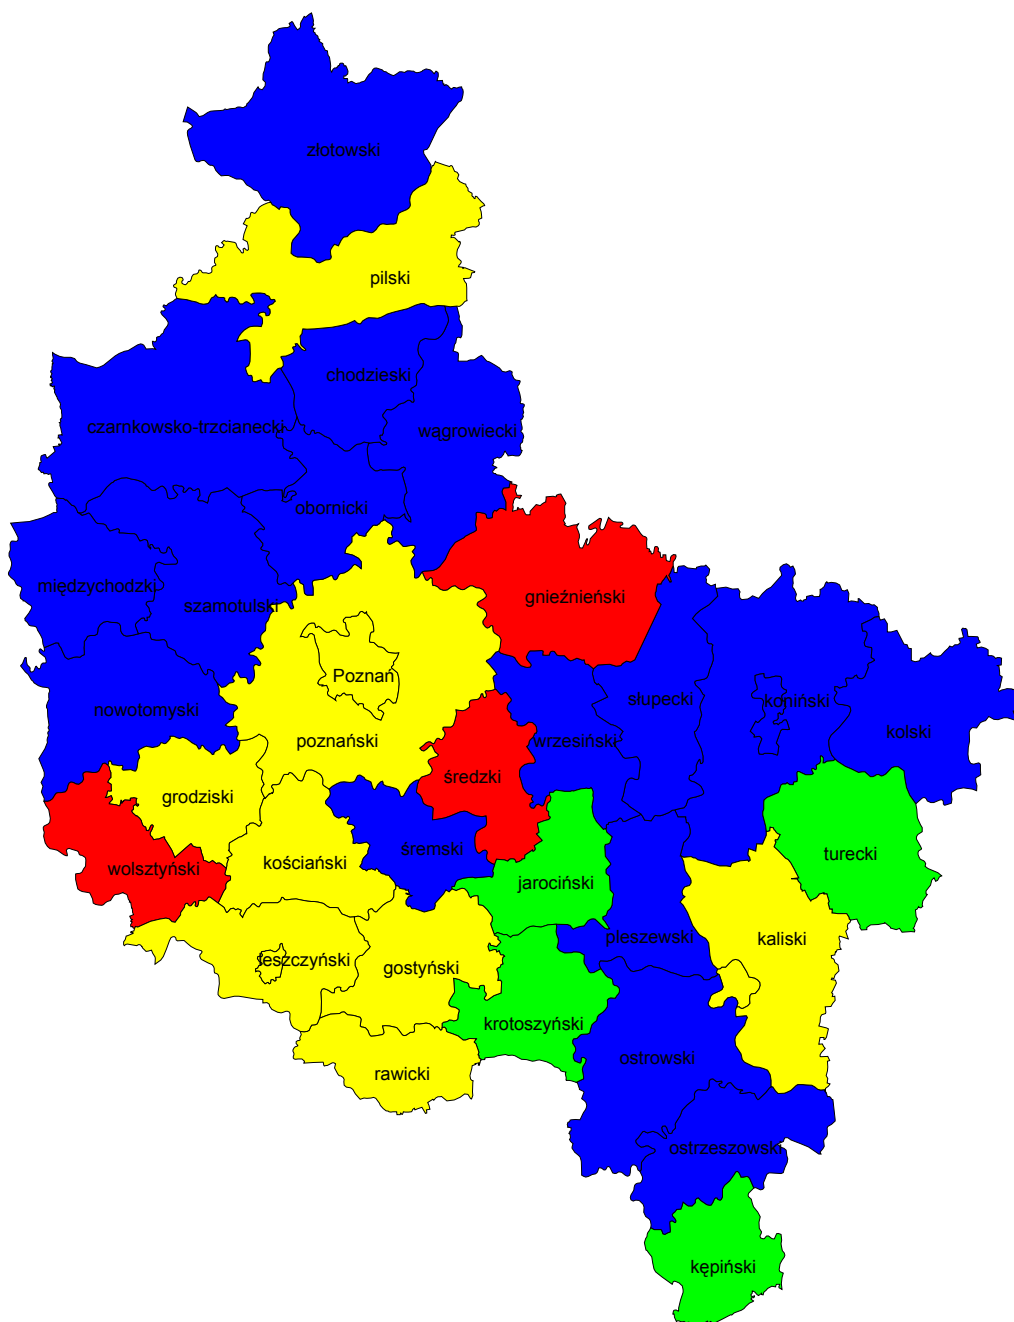 złotowski
pilski
chodzieski
czarnkowsko-trzcianecki
wągrowiecki
obornicki
międzychodzki
szamotulski
gnieźnieński
Poznań
słupecki
koniński
nowotomyski
poznański
wrzesiński
kolski
średzki
grodziski
śremski
turecki
kościański
wolsztyński
jarociński
pleszewski
kaliski
leszczyński
gostyński
krotoszyński
ostrowski
rawicki
ostrzeszowski
kępiński